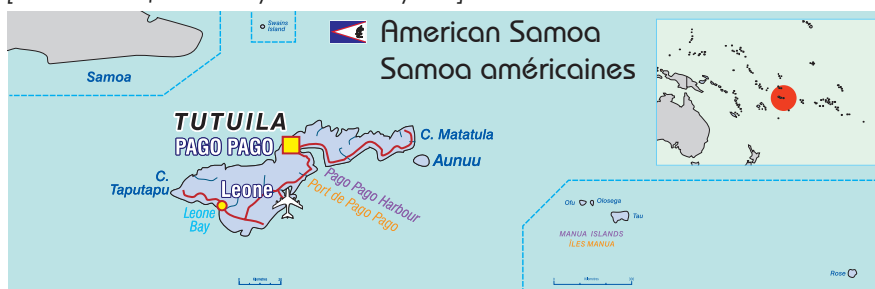 Swains
Island
American Samoa
Samoa américaines
Samoa
TUTUILA
PAGO PAGO
C. Matatula
Aunuu
C.
Taputapu
Leone
Pago Pago Harbour
Port de Pago Pago
Leone
Bay
Ofu
Olosega
Tau
MANUA ISLANDS
ÎLES MANUA
Rose